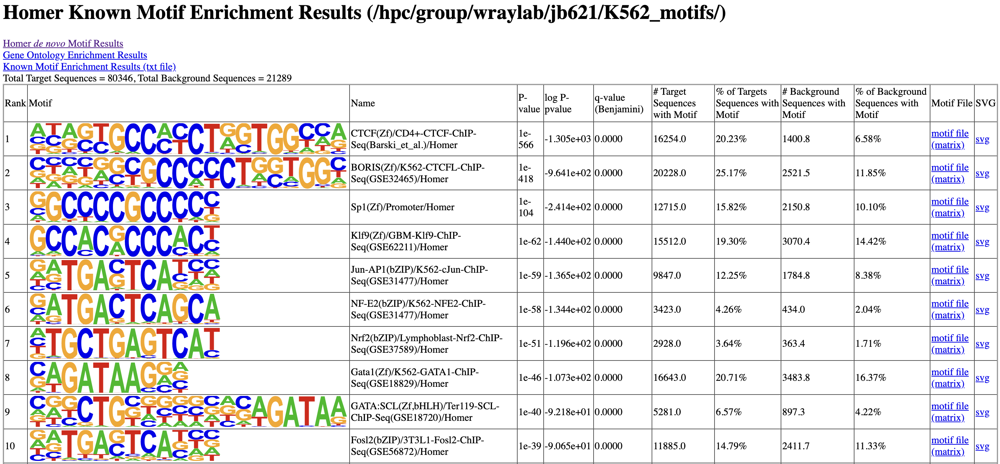 Homer Known Motif Enrichment Results (/hpc/group/wraylab/jb621/K562_motifs/)
Homer de novo Motif Results
Gene Ontology Enrichment Results
Known Motif Enrichment Results (txt file)
Total Target Sequences = 80346, Total Background Sequences = 21289
Rank Motif Name P-value log P-pvalue q-value (Benjamini) # Target Sequences with Motif % of Targets Sequences with Motif # Background Sequences with Motif % of Background Sequences with Motif Motif File SVG
1 CTCF(Zf)/CD4+-CTCF-ChIP-Seq(Barski_et_al.)/Homer 1e-566 -1.305e+03 0.0000 16254.0 20.23% 1400.8 6.58% motif file (matrix) svg
2 BORIS(Zf)/K562-CTCFL-ChIP-Seq(GSE32465)/Homer 1e-418 -9.641e+02 0.0000 20228.0 25.17% 2521.5 11.85% motif file (matrix) svg
3 Sp1(Zf)/Promoter/Homer 1e-104 -2.414e+02 0.0000 12715.0 15.82% 2150.8 10.10% motif file (matrix) svg
4 Klf9(Zf)/GBM-Klf9-ChIP-Seq(GSE62211)/Homer 1e-62 -1.440e+02 0.0000 15512.0 19.30% 3070.4 14.42% motif file (matrix) svg
5 Jun-AP1(bZIP)/K562-cJun-ChIP-Seq(GSE31477)/Homer 1e-59 -1.365e+02 0.0000 9847.0 12.25% 1784.8 8.38% motif file (matrix) svg
6 NF-E2(bZIP)/K562-NFE2-ChIP-Seq(GSE31477)/Homer 1e-58 -1.344e+02 0.0000 3423.0 4.26% 434.0 2.04% motif file (matrix) svg
7 Nrf2(bZIP)/Lymphoblast-Nrf2-ChIP-Seq(GSE37589)/Homer 1e-51 -1.196e+02 0.0000 2928.0 3.64% 363.4 1.71% motif file (matrix) svg
8 Gata1(Zf)/K562-GATA1-ChIP-Seq(GSE18829)/Homer 1e-46 -1.073e+02 0.0000 16643.0 20.71% 3483.8 16.37% motif file (matrix) svg
9 GATA:SCL(Zf,bHLH)/Ter119-SCL-ChIP-Seq(GSE18720)/Homer 1e-40 -9.218e+01 0.0000 5281.0 6.57% 897.3 4.22% motif file (matrix) svg
10 Fosl2(bZIP)/3T3L1-Fosl2-ChIP-Seq(GSE56872)/Homer 1e-39 -9.065e+01 0.0000 11885.0 14.79% 2411.7 11.33% motif file (matrix) svg